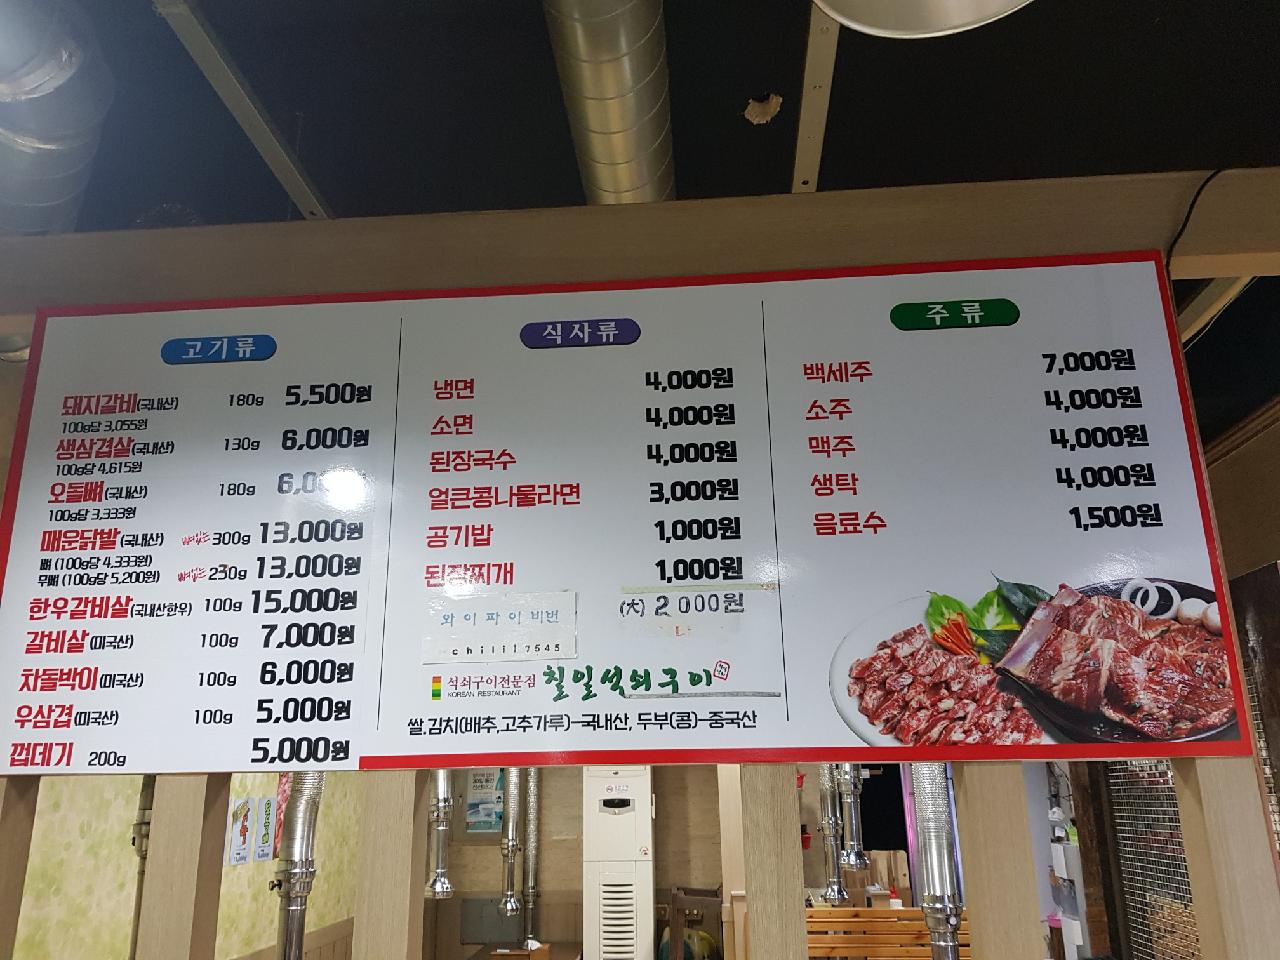 고기류
돼지갈비(국내산) 180g 5,500원
100g당 3,055원
생삼겹살(국내산) 130g 6,000원
100g당 4,615원
오돌뼈(국내산) 180g
100g당 3,333원
매운닭발(국내산) 뼈있는 300g 13,000원
뼈 (100g당 4,333원)
무뼈 (100g당 5,200원) 뼈없는 250g 13,000원
한우갈비살(국내산한우) 100g 15,000원
갈비살(미국산) 100g 7,000원
차돌박이(미국산) 100g 6,000원
우삼겹(미국산) 100g 5,000원
껍데기 200g 5,000원
식사류
냉면 4,000원
소면 4,000원
된장국수 4,000원
얼큰콩나물라면 3,000원
공기밥 1,000원
된장찌개 1,000원
(大) 2000원
와이파이비번
chilil7545
석쇠구이전문점 칠일석쇠구이
KOREAN RESTAURANT
쌀,김치(배추,고추가루)-국내산, 두부(콩)-중국산
주류
백세주 7,000원
소주 4,000원
맥주 4,000원
생탁 4,000원
음료수 1,500원